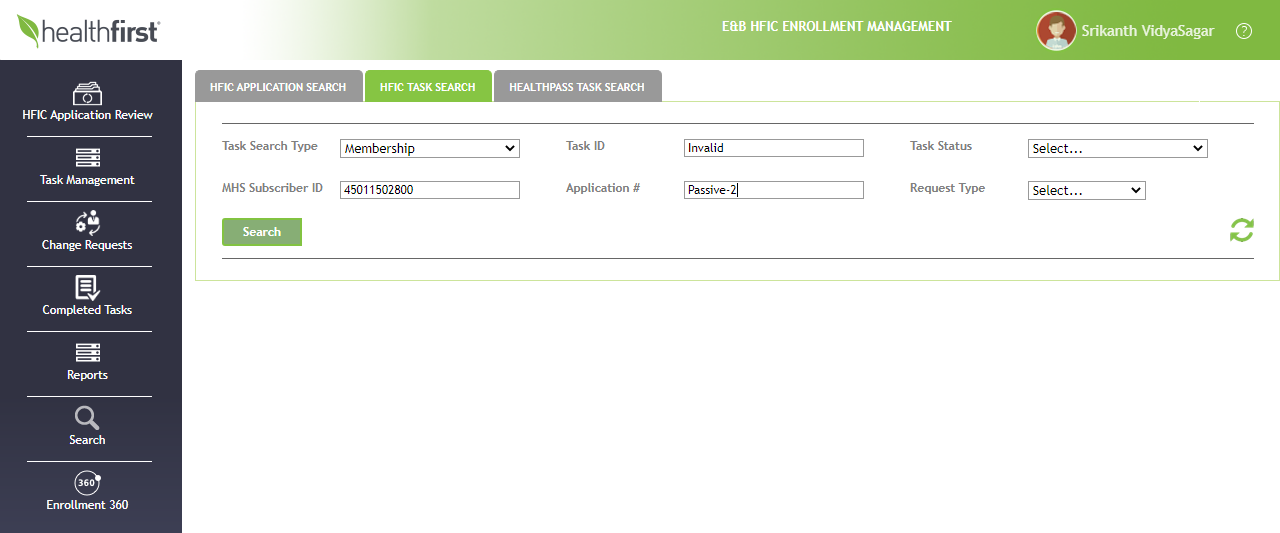 healthfirst
E&B HFIC ENROLLMENT MANAGEMENT
Srikanth VidyaSagar
?
HFIC Application Review
Task Management
Change Requests
Completed Tasks
Reports
Search
360
Enrollment 360
HFIC APPLICATION SEARCH
HFIC TASK SEARCH
HEALTHPASS TASK SEARCH
Task Search Type Membership Task ID Invalid Task Status Select...
MHS Subscriber ID 45011502800 Application # Passive-2 Request Type Select...
Search